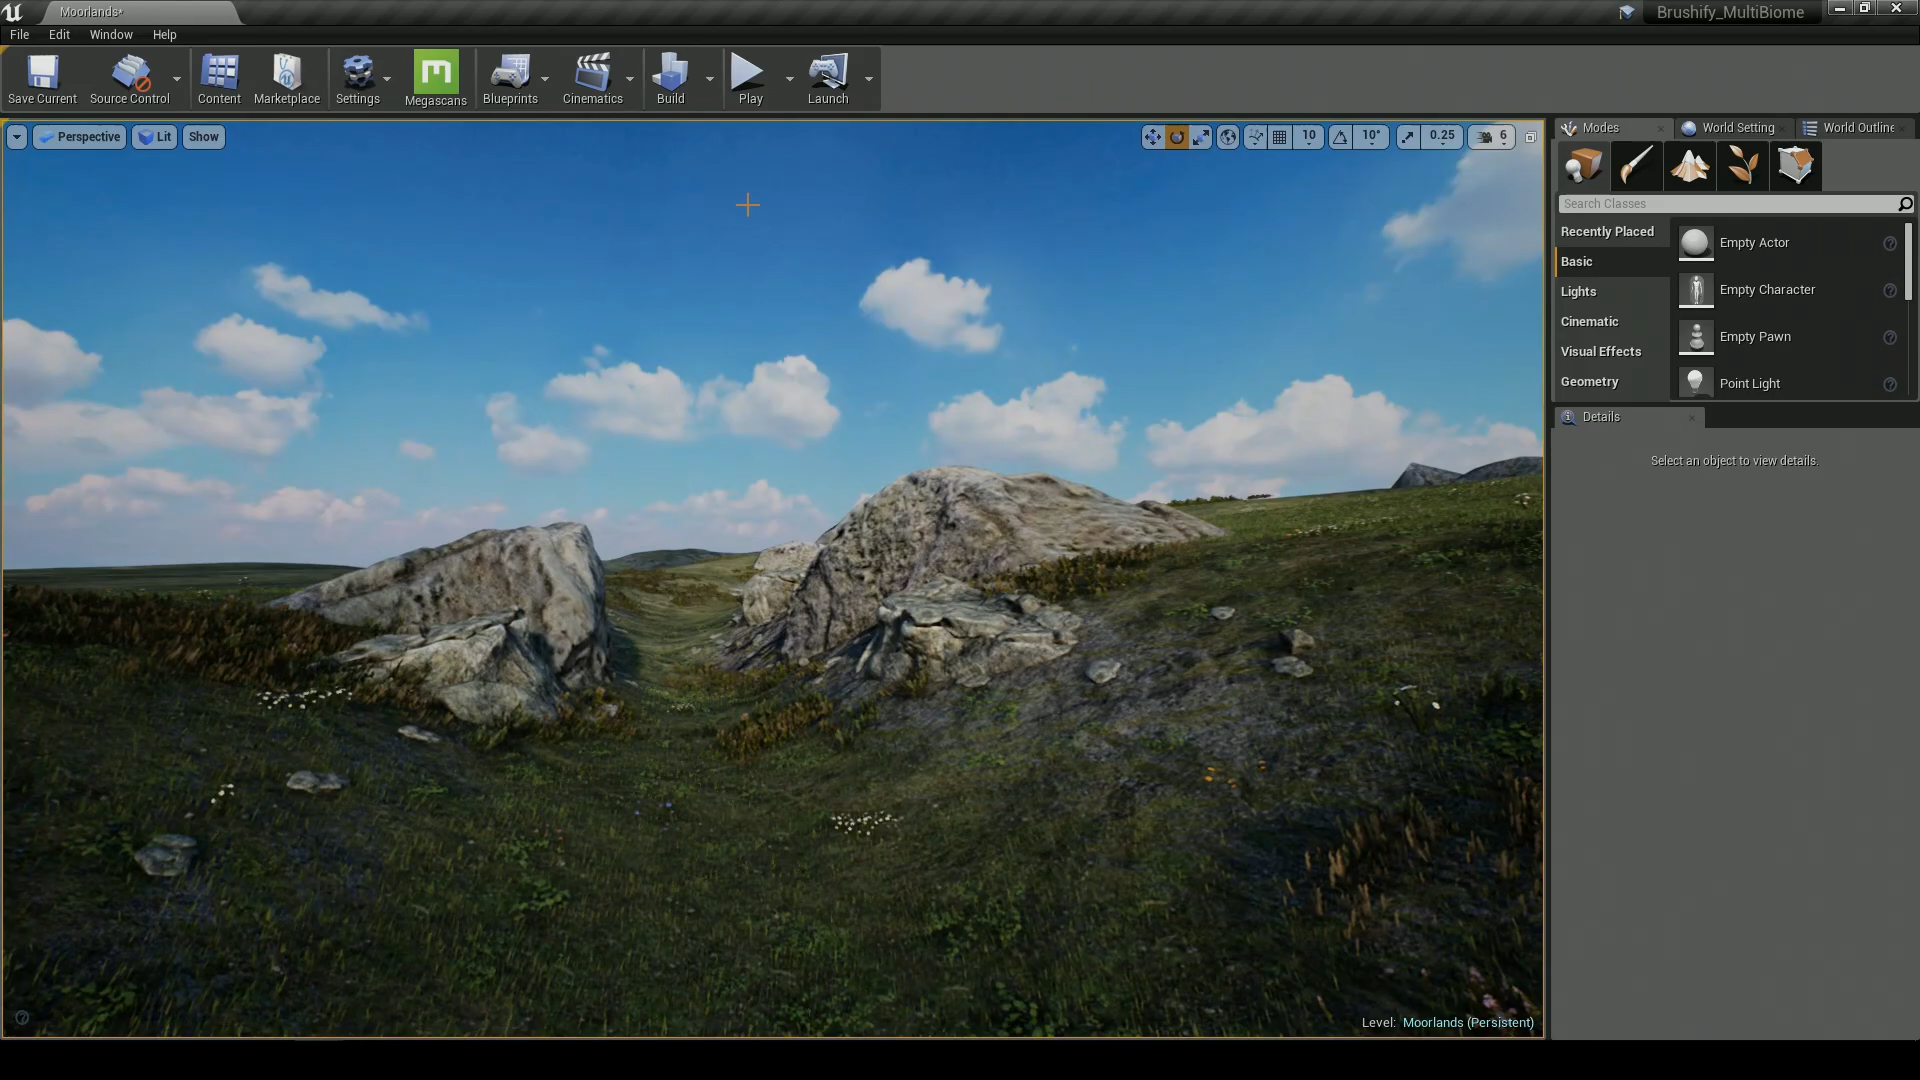 Moorlands*
Brushify_MultiBiome
File Edit Window Help
Save Current
Source Control
Content
Marketplace
Settings
Megascans
Blueprints
Cinematics
Build
Play
Launch
Perspective
Lit
Show
10
10°
0.25
6
Modes
World Setting
World Outline
Search Classes
Recently Placed
Basic
Lights
Cinematic
Visual Effects
Geometry
Empty Actor
Empty Character
Empty Pawn
Point Light
Details
Select an object to view details.
Level: Moorlands (Persistent)